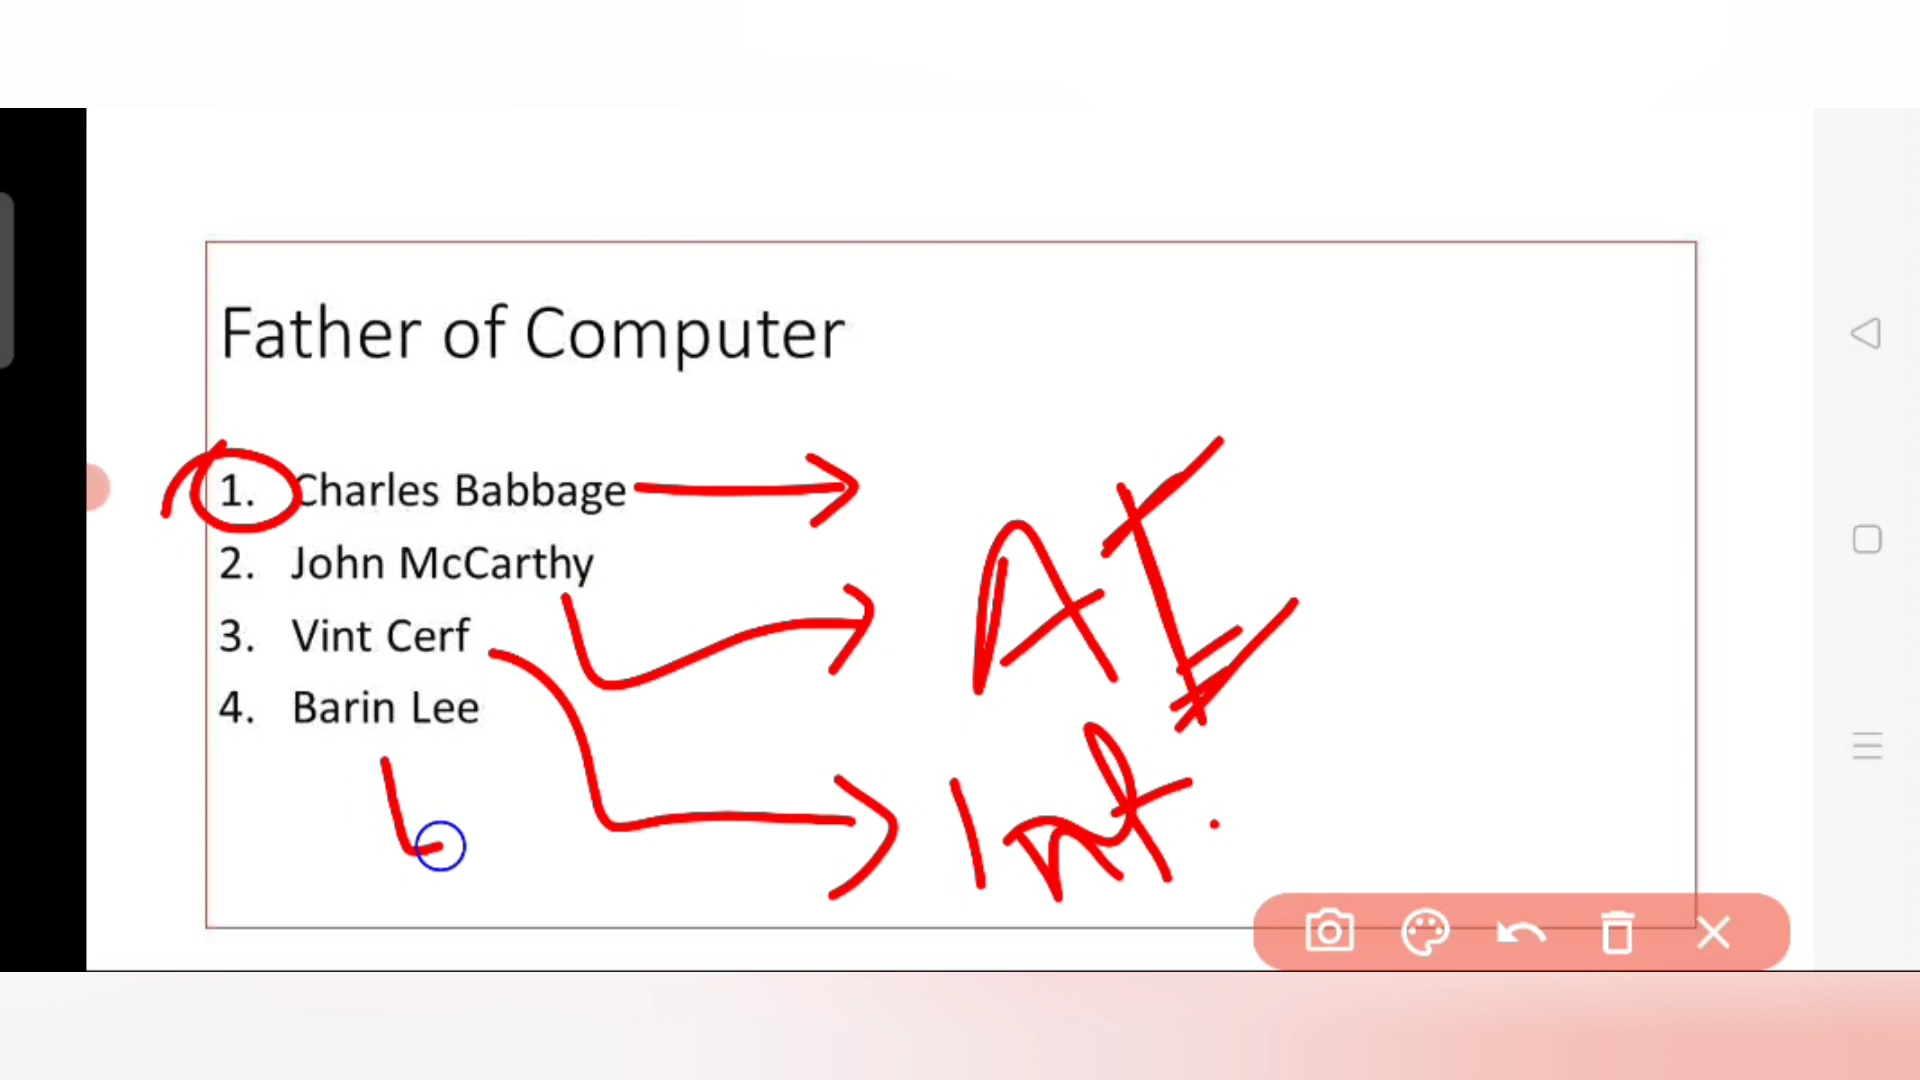 Father of Computer
1. Charles Babbage
2. John McCarthy
3. Vint Cerf
4. Barin Lee
AI
Int.